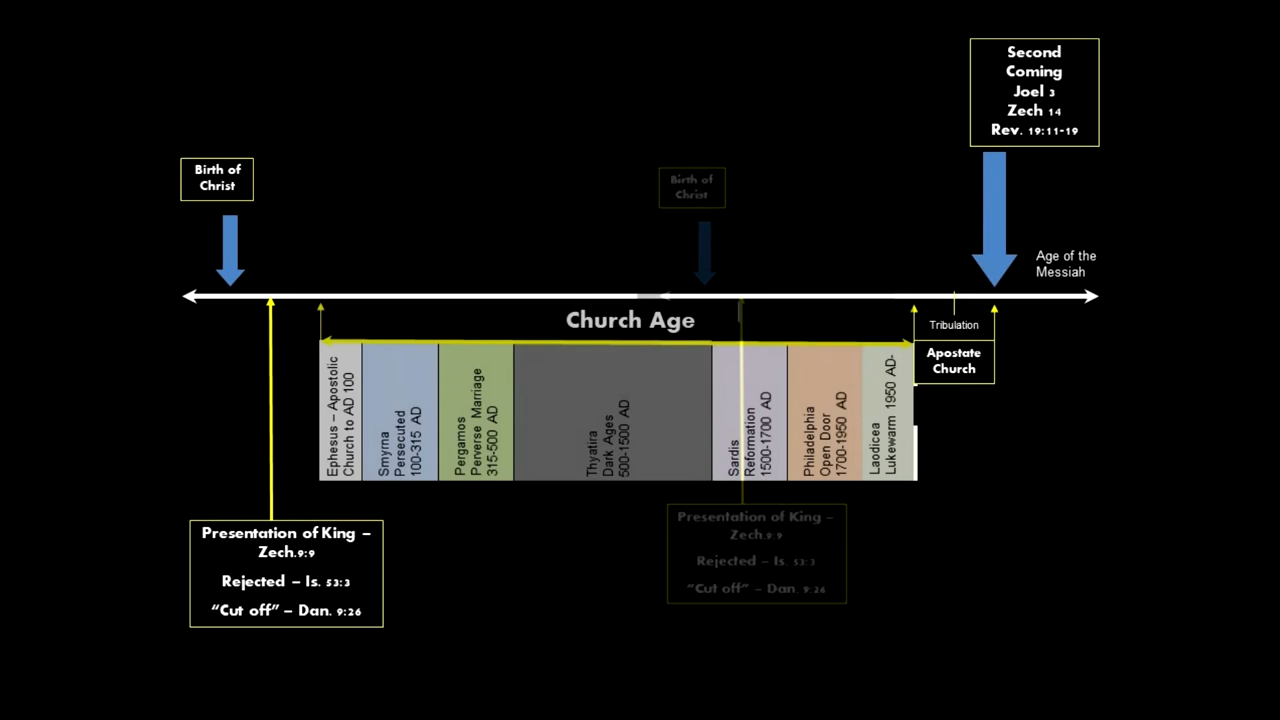 Second
Coming
Joel 3
Zech 14
Rev. 19:11-19
Birth of
Christ
Birth of
Christ
Age of the
Messiah
Church Age
Tribulation
Apostate
Church
Ephesus – Apostolic
Church to AD 100
Smyrna
Persecuted
100-315 AD
Pergamos
Perverse Marriage
315-500 AD
Thyatira
Dark Ages
500-1500 AD
Sardis
Reformation
1500-1700 AD
Philadelphia
Open Door
1700-1950 AD
Laodicea
Lukewarm 1950 AD-
Presentation of King –
Zech.9:9
Rejected – Is. 53:3
“Cut off” – Dan. 9:26
Presentation of King –
Zech.9:9
Rejected – Is. 53:3
“Cut off” – Dan. 9:26